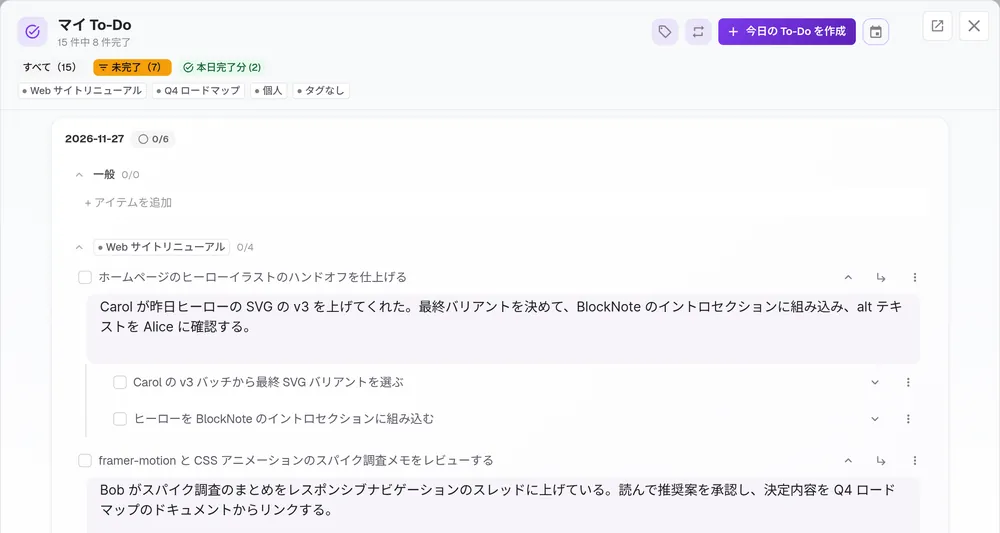 マイ To-Do
15 件中 8 件完了
今日の To-Do を作成
すべて（15）
未完了（7）
本日完了分 (2)
Web サイトリニューアル
Q4 ロードマップ
個人
タグなし
2026-11-27
0/6
一般 0/0
+ アイテムを追加
Web サイトリニューアル 0/4
ホームページのヒーローイラストのハンドオフを仕上げる
Carol が昨日ヒーローの SVG の v3 を上げてくれた。最終バリアントを決めて、BlockNote のイントロセクションに組み込み、alt テキ
ストを Alice に確認する。
Carol の v3 バッチから最終 SVG バリアントを選ぶ
ヒーローを BlockNote のイントロセクションに組み込む
framer-motion と CSS アニメーションのスパイク調査メモをレビューする
Bob がスパイク調査のまとめをレスポンシブナビゲーションのスレッドに上げている。読んで推奨案を承認し、決定内容を Q4 ロード
マップのドキュメントからリンクする。